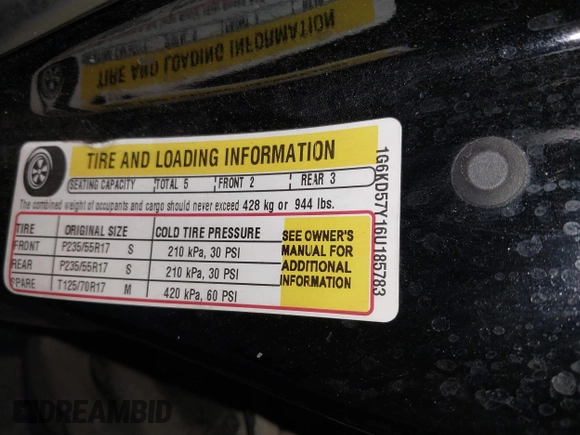 TIRE AND LOADING INFORMATION
TIRE AND LOADING INFORMATION
SEATING CAPACITY TOTAL 5 FRONT 2 REAR 3
The combined weight of occupants and cargo should never exceed 428 kg or 944 lbs.
TIRE ORIGINAL SIZE COLD TIRE PRESSURE
FRONT P235/55R17 S 210 kPa, 30 PSI
REAR P235/55R17 S 210 kPa, 30 PSI
SPARE T125/70R17 M 420 kPa, 60 PSI
SEE OWNER'S
MANUAL FOR
ADDITIONAL
INFORMATION
1G6KD57Y16U185783
DREAMBID